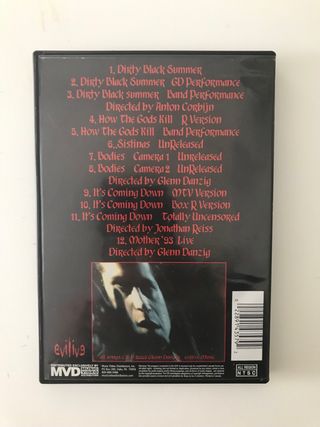 1. Dirty Black Summer
2. Dirty Black Summer GD Performance
3. Dirty Black summer Band Performance
Directed by Anton Corbijn
4. How The Gods Kill R Version
5. How The Gods Kill Band Performance
6. Sistinas UnReleased
7. Bodies Camera 1 Unreleased
8. Bodies Camera 2 UnReleased
Directed by Glenn Danzig
9. It's Coming Down MTV Version
10. It's Coming Down Box R Version
11. It's Coming Down Totally Uncensored
Directed by Jonathan Reiss
12. Mother '93 Live
Directed by Glenn Danzig
Evilive
DISTRIBUTED EXCLUSIVELY BY
MVD
ALL REGION
NTSC